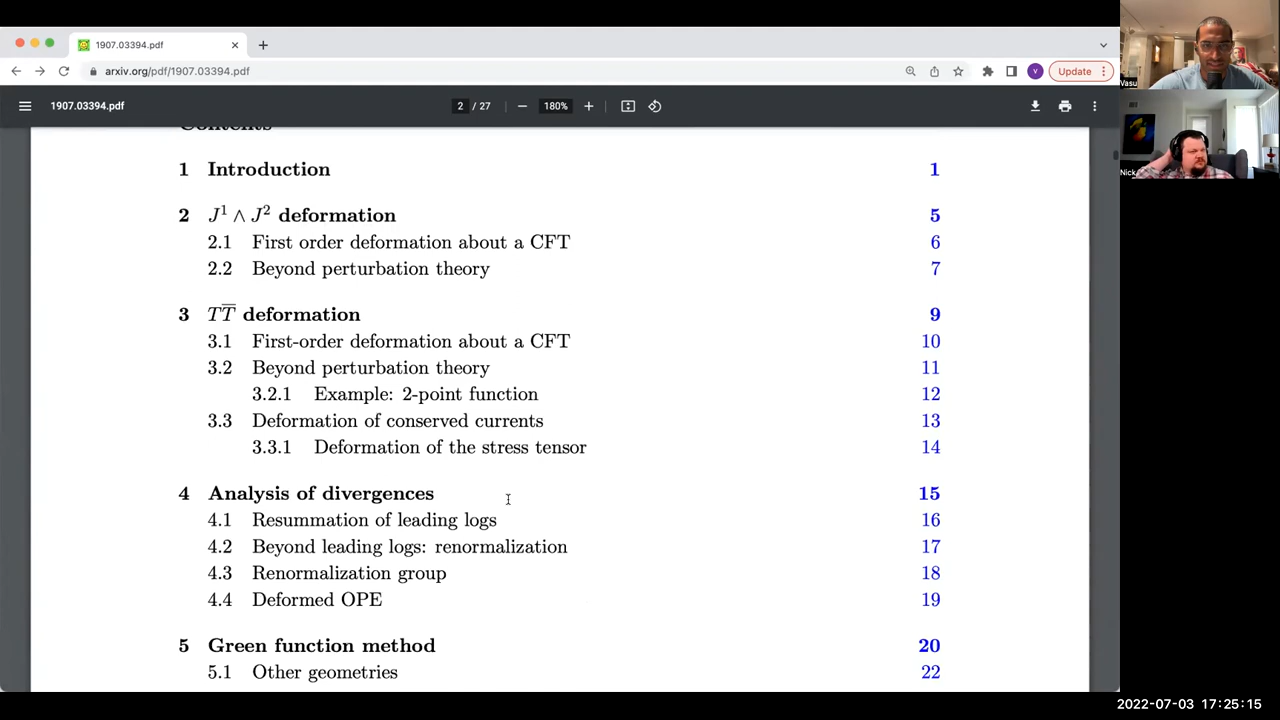 1907.03394.pdf
arxiv.org/pdf/1907.03394.pdf
V
Update
1907.03394.pdf
2 / 27
180%
Contents
1 Introduction 1
2 J¹ ∧ J² deformation 5
2.1 First order deformation about a CFT 6
2.2 Beyond perturbation theory 7
3 TT̅ deformation 9
3.1 First-order deformation about a CFT 10
3.2 Beyond perturbation theory 11
3.2.1 Example: 2-point function 12
3.3 Deformation of conserved currents 13
3.3.1 Deformation of the stress tensor 14
4 Analysis of divergences 15
4.1 Resummation of leading logs 16
4.2 Beyond leading logs: renormalization 17
4.3 Renormalization group 18
4.4 Deformed OPE 19
5 Green function method 20
5.1 Other geometries 22
Vasu
Nick
2022-07-03 17:25:15